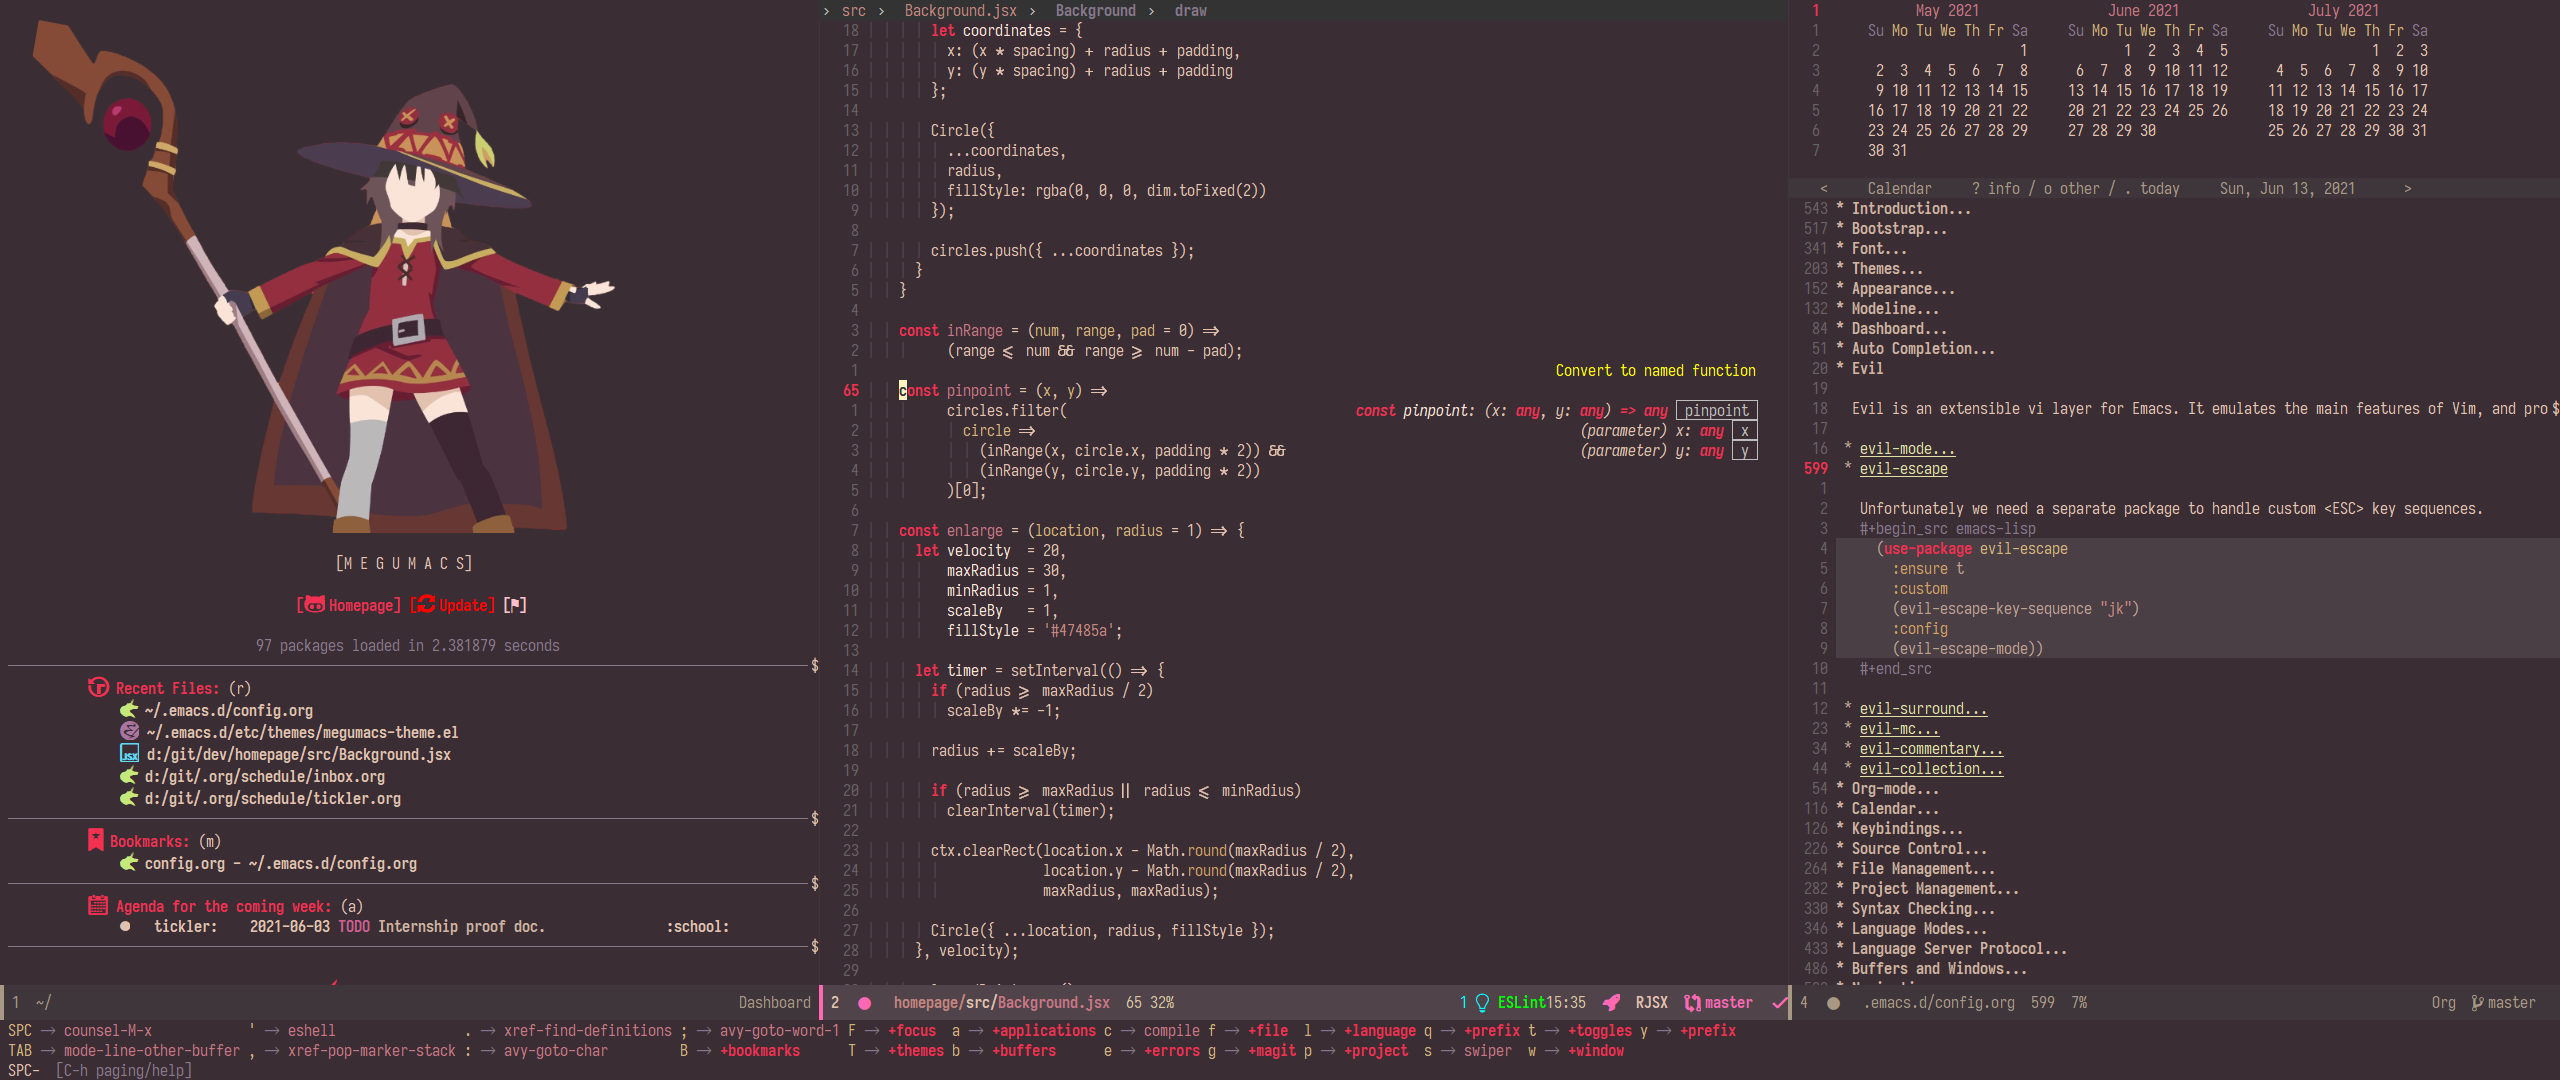 [M E G U M A C S]
[Homepage] [Update] [⚑]
97 packages loaded in 2.381879 seconds
$
Recent Files: (r)
~/.emacs.d/config.org
~/.emacs.d/etc/themes/megumacs-theme.el
JSX d:/git/dev/homepage/src/Background.jsx
d:/git/.org/schedule/inbox.org
d:/git/.org/schedule/tickler.org
$
Bookmarks: (m)
config.org - ~/.emacs.d/config.org
$
Agenda for the coming week: (a)
tickler: 2021-06-03 TODO Internship proof doc. :school:
$
1 ~/ Dashboard
› src › Background.jsx › Background › draw
18 let coordinates = {
17 x: (x * spacing) + radius + padding,
16 y: (y * spacing) + radius + padding
15 };
14
13 Circle({
12 ...coordinates,
11 radius,
10 fillStyle: rgba(0, 0, 0, dim.toFixed(2))
9 });
8
7 circles.push({ ...coordinates });
6 }
5 }
4
3 const inRange = (num, range, pad = 0) =>
2 (range <= num && range >= num - pad);
1 Convert to named function
65 const pinpoint = (x, y) =>
1 circles.filter( const pinpoint: (x: any, y: any) => any pinpoint
2 circle => (parameter) x: any x
3 (inRange(x, circle.x, padding * 2)) && (parameter) y: any y
4 (inRange(y, circle.y, padding * 2))
5 )[0];
6
7 const enlarge = (location, radius = 1) => {
8 let velocity = 20,
9 maxRadius = 30,
10 minRadius = 1,
11 scaleBy = 1,
12 fillStyle = '#47485a';
13
14 let timer = setInterval(() => {
15 if (radius >= maxRadius / 2)
16 scaleBy *= -1;
17
18 radius += scaleBy;
19
20 if (radius >= maxRadius || radius <= minRadius)
21 clearInterval(timer);
22
23 ctx.clearRect(location.x - Math.round(maxRadius / 2),
24 location.y - Math.round(maxRadius / 2),
25 maxRadius, maxRadius);
26
27 Circle({ ...location, radius, fillStyle });
28 }, velocity);
29
2 homepage/src/Background.jsx 65 32% 1 ESLint 15:35 RJSX master
1 May 2021 June 2021 July 2021
1 Su Mo Tu We Th Fr Sa Su Mo Tu We Th Fr Sa Su Mo Tu We Th Fr Sa
2 1 1 2 3 4 5 1 2 3
3 2 3 4 5 6 7 8 6 7 8 9 10 11 12 4 5 6 7 8 9 10
4 9 10 11 12 13 14 15 13 14 15 16 17 18 19 11 12 13 14 15 16 17
5 16 17 18 19 20 21 22 20 21 22 23 24 25 26 18 19 20 21 22 23 24
6 23 24 25 26 27 28 29 27 28 29 30 25 26 27 28 29 30 31
7 30 31
< Calendar ? info / o other / . today Sun, Jun 13, 2021 >
543 * Introduction...
517 * Bootstrap...
341 * Font...
203 * Themes...
152 * Appearance...
132 * Modeline...
84 * Dashboard...
51 * Auto Completion...
20 * Evil
19
18 Evil is an extensible vi layer for Emacs. It emulates the main features of Vim, and pro$
17
16 * evil-mode...
599 * evil-escape
1
2 Unfortunately we need a separate package to handle custom <ESC> key sequences.
3 #+begin_src emacs-lisp
4 (use-package evil-escape
5 :ensure t
6 :custom
7 (evil-escape-key-sequence "jk")
8 :config
9 (evil-escape-mode))
10 #+end_src
11
12 * evil-surround...
23 * evil-mc...
34 * evil-commentary...
44 * evil-collection...
54 * Org-mode...
116 * Calendar...
126 * Keybindings...
226 * Source Control...
264 * File Management...
282 * Project Management...
330 * Syntax Checking...
346 * Language Modes...
433 * Language Server Protocol...
486 * Buffers and Windows...
4 .emacs.d/config.org 599 7% Org master
SPC → counsel-M-x ' → eshell . → xref-find-definitions ; → avy-goto-word-1 F → +focus a → +applications c → compile f → +file l → +language q → +prefix t → +toggles y → +prefix
TAB → mode-line-other-buffer , → xref-pop-marker-stack : → avy-goto-char B → +bookmarks T → +themes b → +buffers e → +errors g → +magit p → +project s → swiper w → +window
SPC- [C-h paging/help]